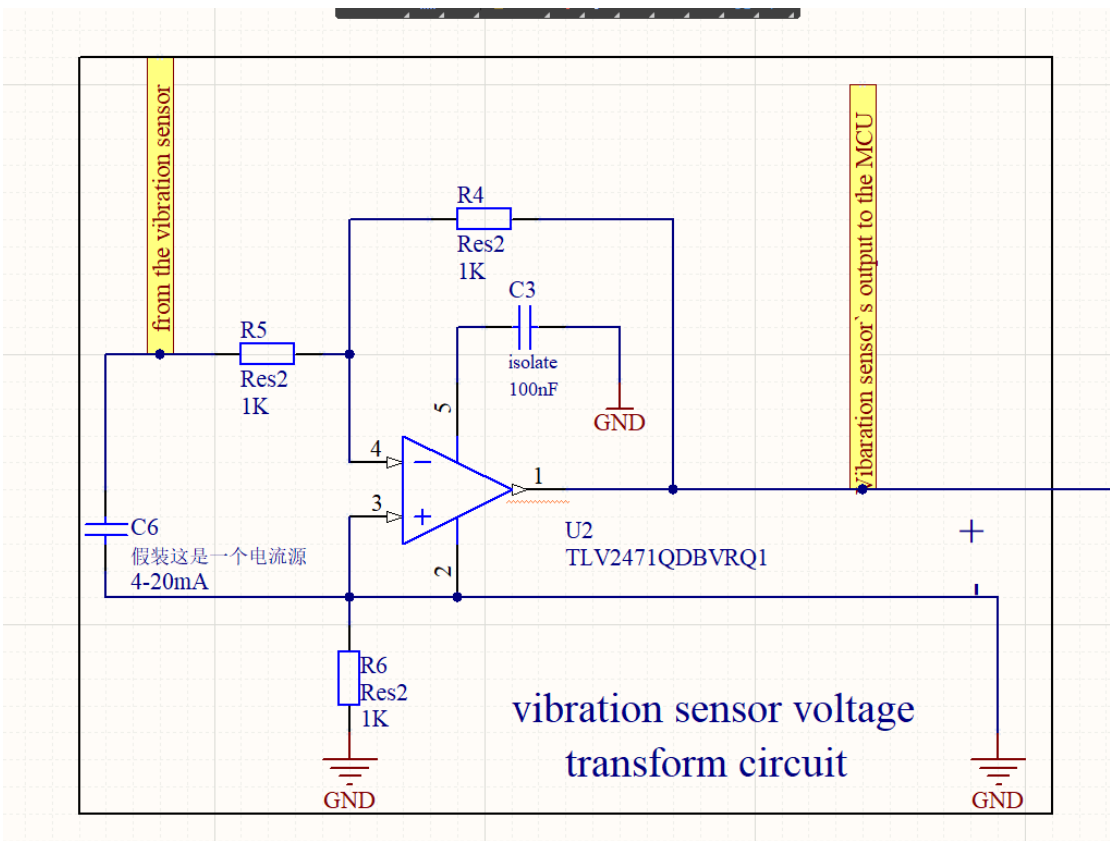 from the vibration sensor
Vibaration sensor`s output to the MCU
R4
Res2
1K
C3
isolate
100nF
GND
R5
Res2
1K
5
4
3
1
2
U2
TLV2471QDBVRQ1
C6
假装这是一个电流源
4-20mA
+
-
R6
Res2
1K
GND
vibration sensor voltage
transform circuit
GND